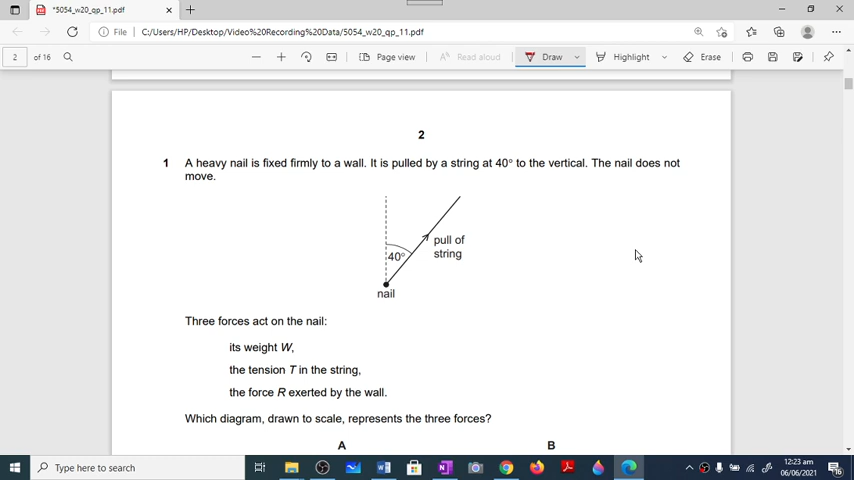 *5054_w20_qp_11.pdf
File
C:/Users/HP/Desktop/Video%20Recording%20Data/5054_w20_qp_11.pdf
2 of 16
Page view
Read aloud
Draw
Highlight
Erase
2
1 A heavy nail is fixed firmly to a wall. It is pulled by a string at 40° to the vertical. The nail does not
move.
pull of
string
40°
nail
Three forces act on the nail:
its weight W,
the tension T in the string,
the force R exerted by the wall.
Which diagram, drawn to scale, represents the three forces?
A B
Type here to search
12:23 am
06/06/2021
16